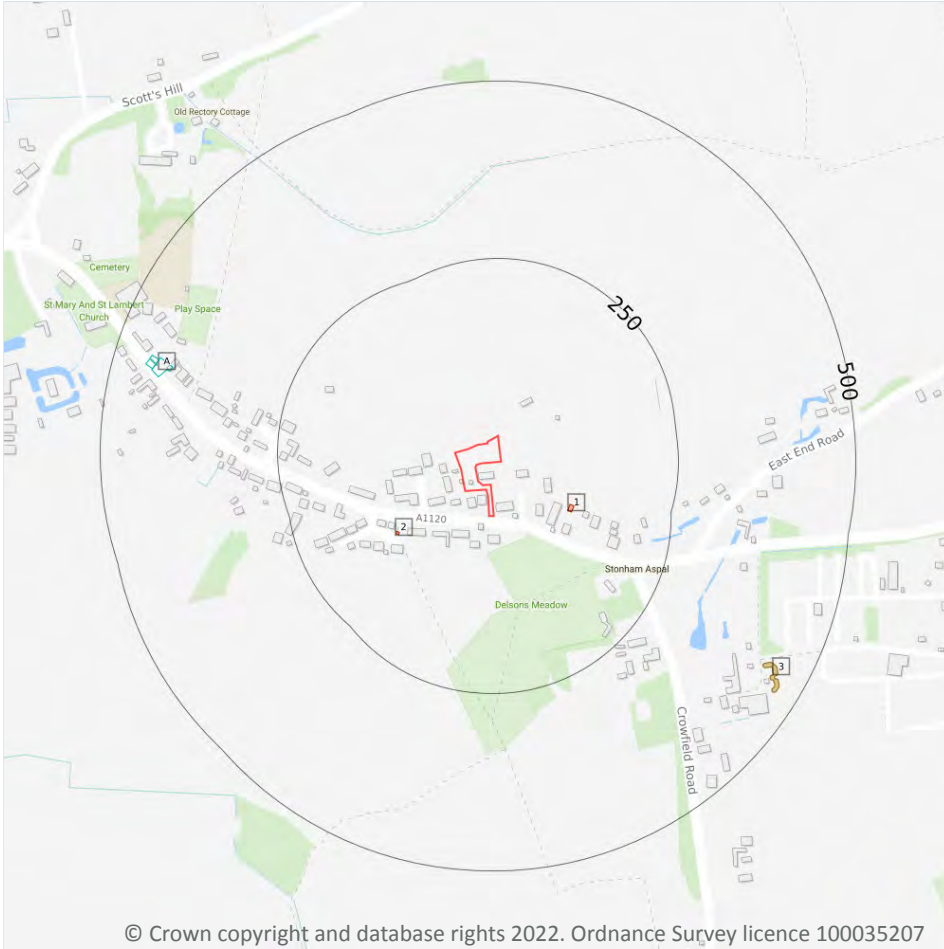 Scott's Hill
Old Rectory Cottage
Cemetery
St Mary And St Lambert
Church
Play Space
A
250
500
East End Road
1
A1120
2
Stonham Aspal
Delsons Meadow
3
Crowfield Road
© Crown copyright and database rights 2022. Ordnance Survey licence 100035207